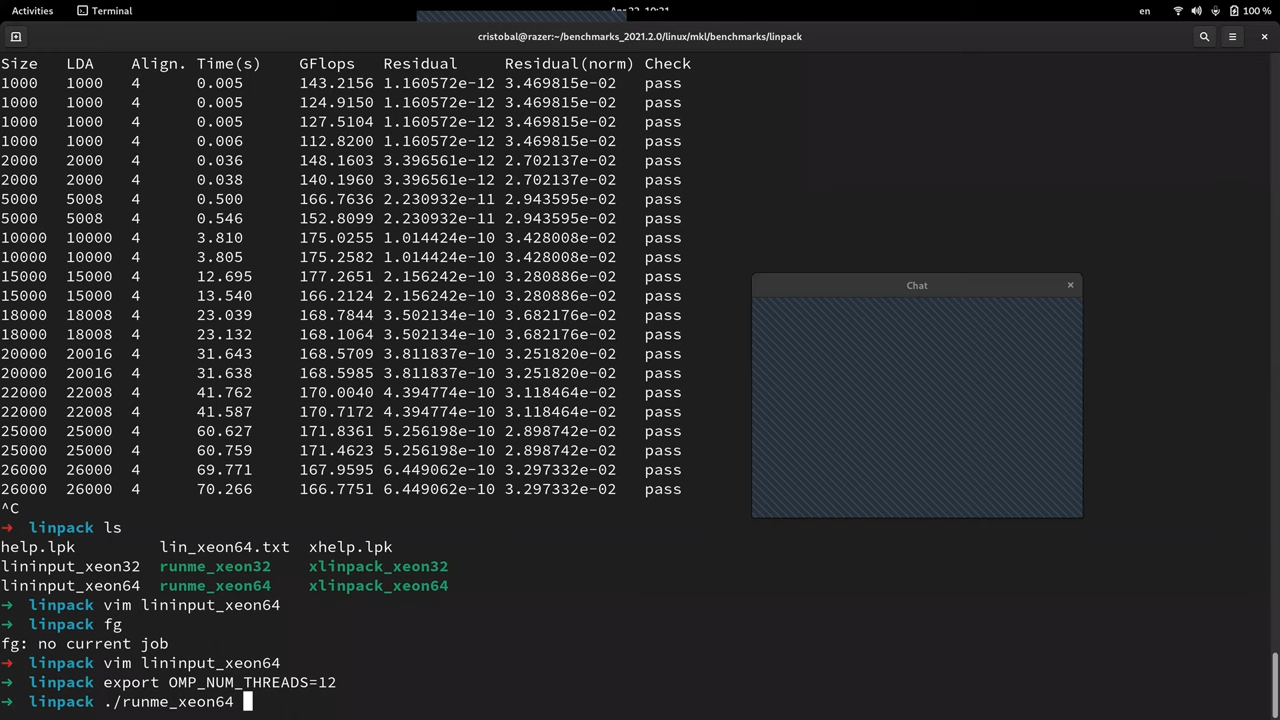 Activities Terminal en 100 %
cristobal@razer:~/benchmarks_2021.2.0/linux/mkl/benchmarks/linpack
Size LDA Align. Time(s) GFlops Residual Residual(norm) Check
1000 1000 4 0.005 143.2156 1.160572e-12 3.469815e-02 pass
1000 1000 4 0.005 124.9150 1.160572e-12 3.469815e-02 pass
1000 1000 4 0.005 127.5104 1.160572e-12 3.469815e-02 pass
1000 1000 4 0.006 112.8200 1.160572e-12 3.469815e-02 pass
2000 2000 4 0.036 148.1603 3.396561e-12 2.702137e-02 pass
2000 2000 4 0.038 140.1960 3.396561e-12 2.702137e-02 pass
5000 5008 4 0.500 166.7636 2.230932e-11 2.943595e-02 pass
5000 5008 4 0.546 152.8099 2.230932e-11 2.943595e-02 pass
10000 10000 4 3.810 175.0255 1.014424e-10 3.428008e-02 pass
10000 10000 4 3.805 175.2582 1.014424e-10 3.428008e-02 pass
15000 15000 4 12.695 177.2651 2.156242e-10 3.280886e-02 pass
15000 15000 4 13.540 166.2124 2.156242e-10 3.280886e-02 pass
18000 18008 4 23.039 168.7844 3.502134e-10 3.682176e-02 pass
18000 18008 4 23.132 168.1064 3.502134e-10 3.682176e-02 pass
20000 20016 4 31.643 168.5709 3.811837e-10 3.251820e-02 pass
20000 20016 4 31.638 168.5985 3.811837e-10 3.251820e-02 pass
22000 22008 4 41.762 170.0040 4.394774e-10 3.118464e-02 pass
22000 22008 4 41.587 170.7172 4.394774e-10 3.118464e-02 pass
25000 25000 4 60.627 171.8361 5.256198e-10 2.898742e-02 pass
25000 25000 4 60.759 171.4623 5.256198e-10 2.898742e-02 pass
26000 26000 4 69.771 167.9595 6.449062e-10 3.297332e-02 pass
26000 26000 4 70.266 166.7751 6.449062e-10 3.297332e-02 pass
^C
➜ linpack ls
help.lpk lin_xeon64.txt xhelp.lpk
lininput_xeon32 runme_xeon32 xlinpack_xeon32
lininput_xeon64 runme_xeon64 xlinpack_xeon64
➜ linpack vim lininput_xeon64
➜ linpack fg
fg: no current job
➜ linpack vim lininput_xeon64
➜ linpack export OMP_NUM_THREADS=12
➜ linpack ./runme_xeon64
Chat